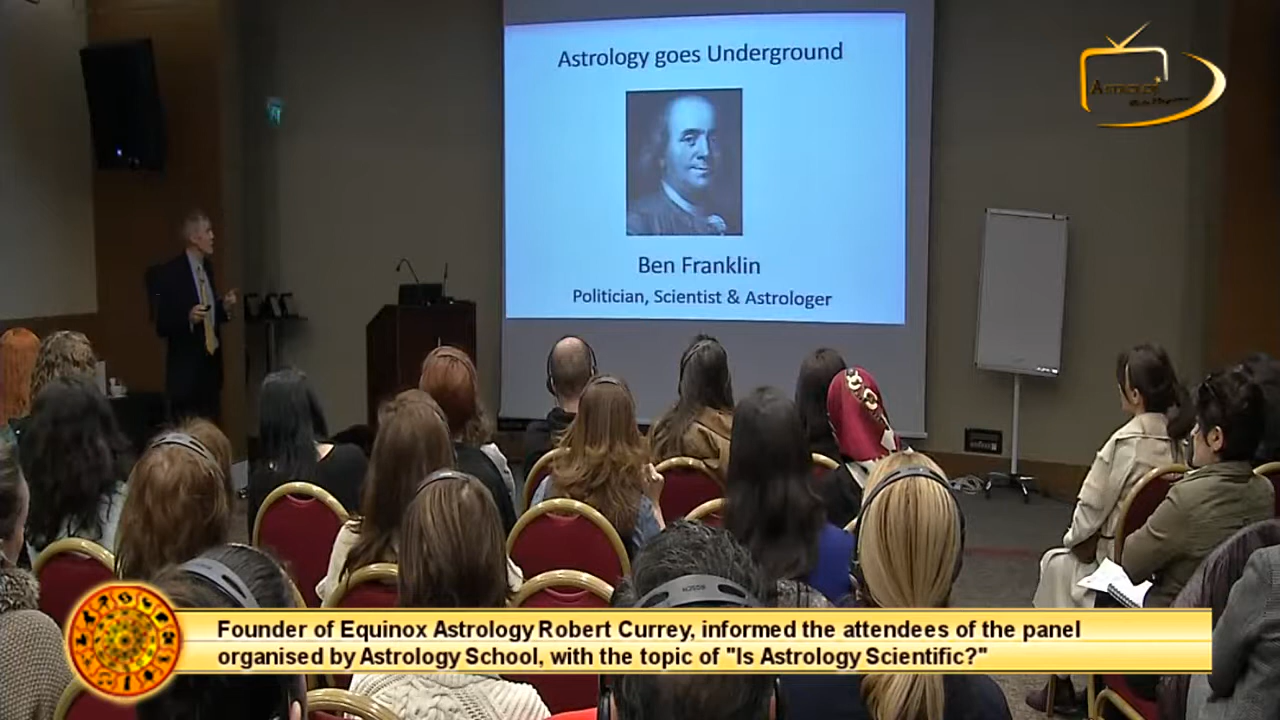 Astrology goes Underground
Ben Franklin
Politician, Scientist & Astrologer
Founder of Equinox Astrology Robert Currey, informed the attendees of the panel
organised by Astrology School, with the topic of "Is Astrology Scientific?"